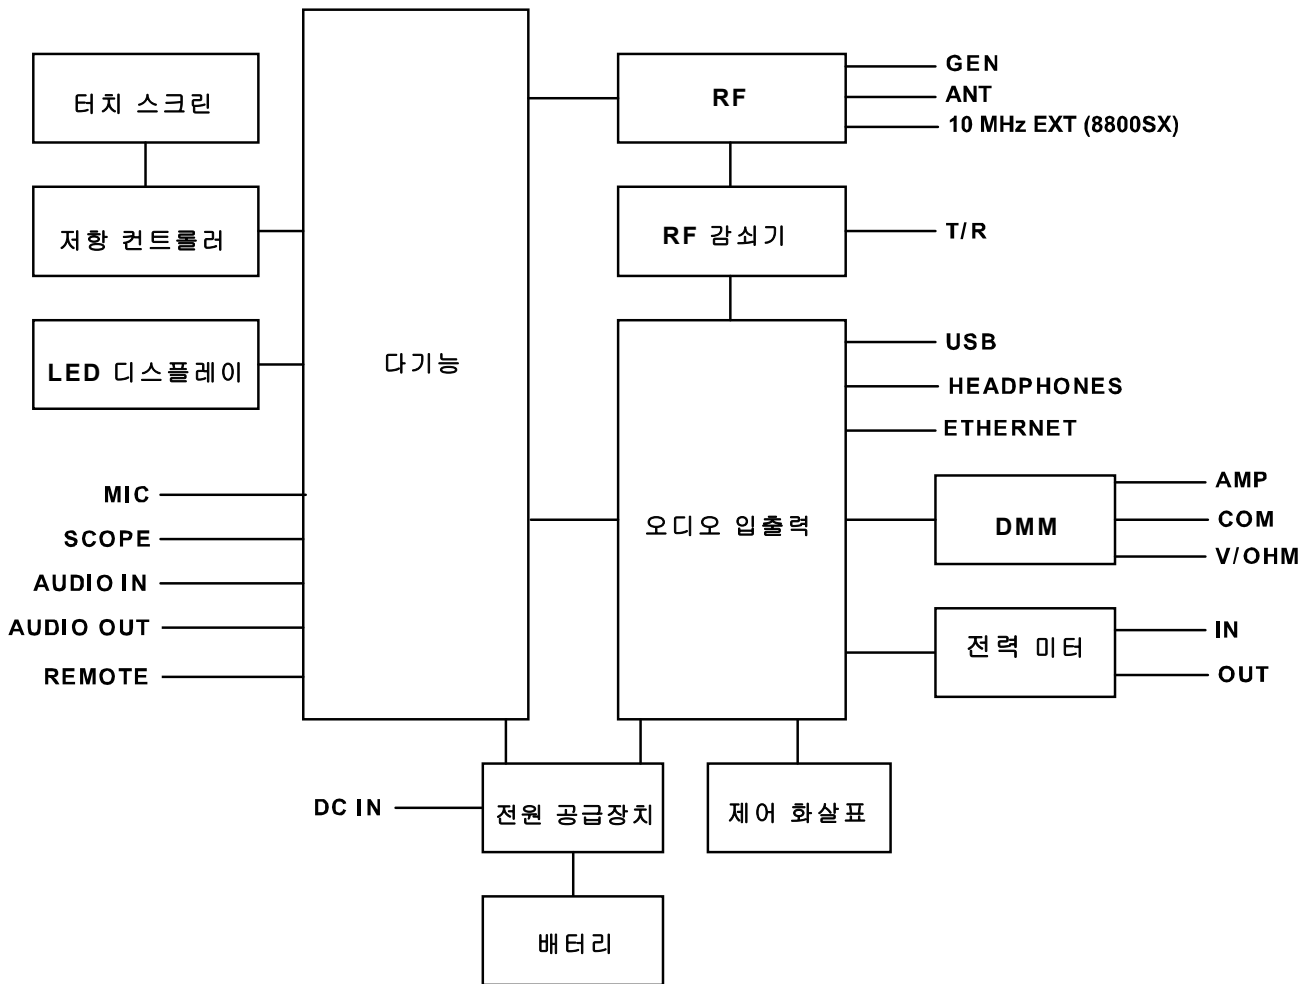 GEN
터치 스크린
RF
ANT
10 MHz EXT (8800SX)
저항 컨트롤러
RF 감쇠기
T/R
USB
LED 디스플레이
다기능
HEADPHONES
ETHERNET
MIC
AMP
SCOPE
오디오 입출력
DMM
COM
V/OHM
AUDIO IN
AUDIO OUT
IN
전력 미터
REMOTE
OUT
DC IN
전원 공급장치
제어 화살표
배터리